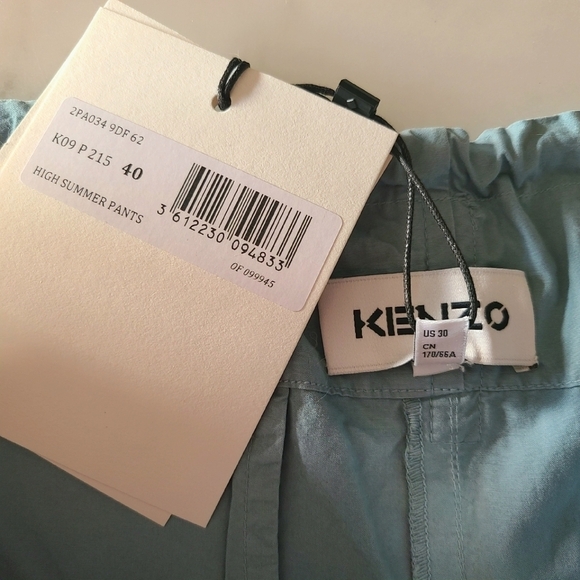 2PA034 9DF 62
K09 P 215 40
HIGH SUMMER PANTS
3 612230 094833
OF 099945
KENZO
US 30
CN
170/66A